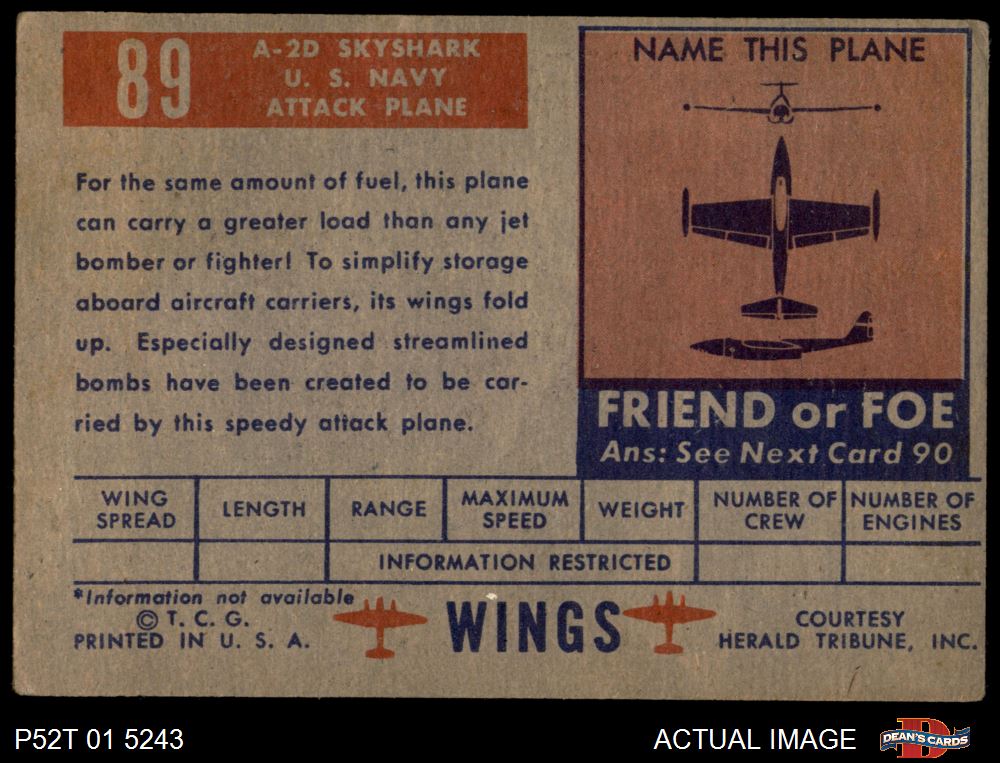 89
A-2D SKYSHARK
U. S. NAVY
ATTACK PLANE
For the same amount of fuel, this plane
can carry a greater load than any jet
bomber or fighter! To simplify storage
aboard aircraft carriers, its wings fold
up. Especially designed streamlined
bombs have been created to be car-
ried by this speedy attack plane.
NAME THIS PLANE
FRIEND or FOE
Ans: See Next Card 90
WING SPREAD LENGTH RANGE MAXIMUM SPEED WEIGHT NUMBER OF CREW NUMBER OF ENGINES
INFORMATION RESTRICTED
*Information not available
© T. C. G.
PRINTED IN U. S. A.
WINGS
COURTESY
HERALD TRIBUNE, INC.
P52T 01 5243
ACTUAL IMAGE
D
DEAN'S CARDS